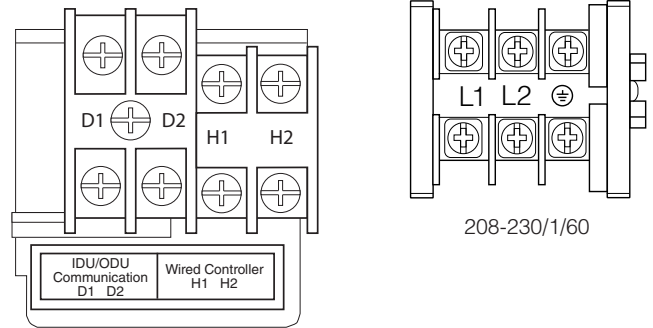 D1 D2
H1 H2
L1 L2
208-230/1/60
IDU/ODU
Communication
D1 D2
Wired Controller
H1 H2